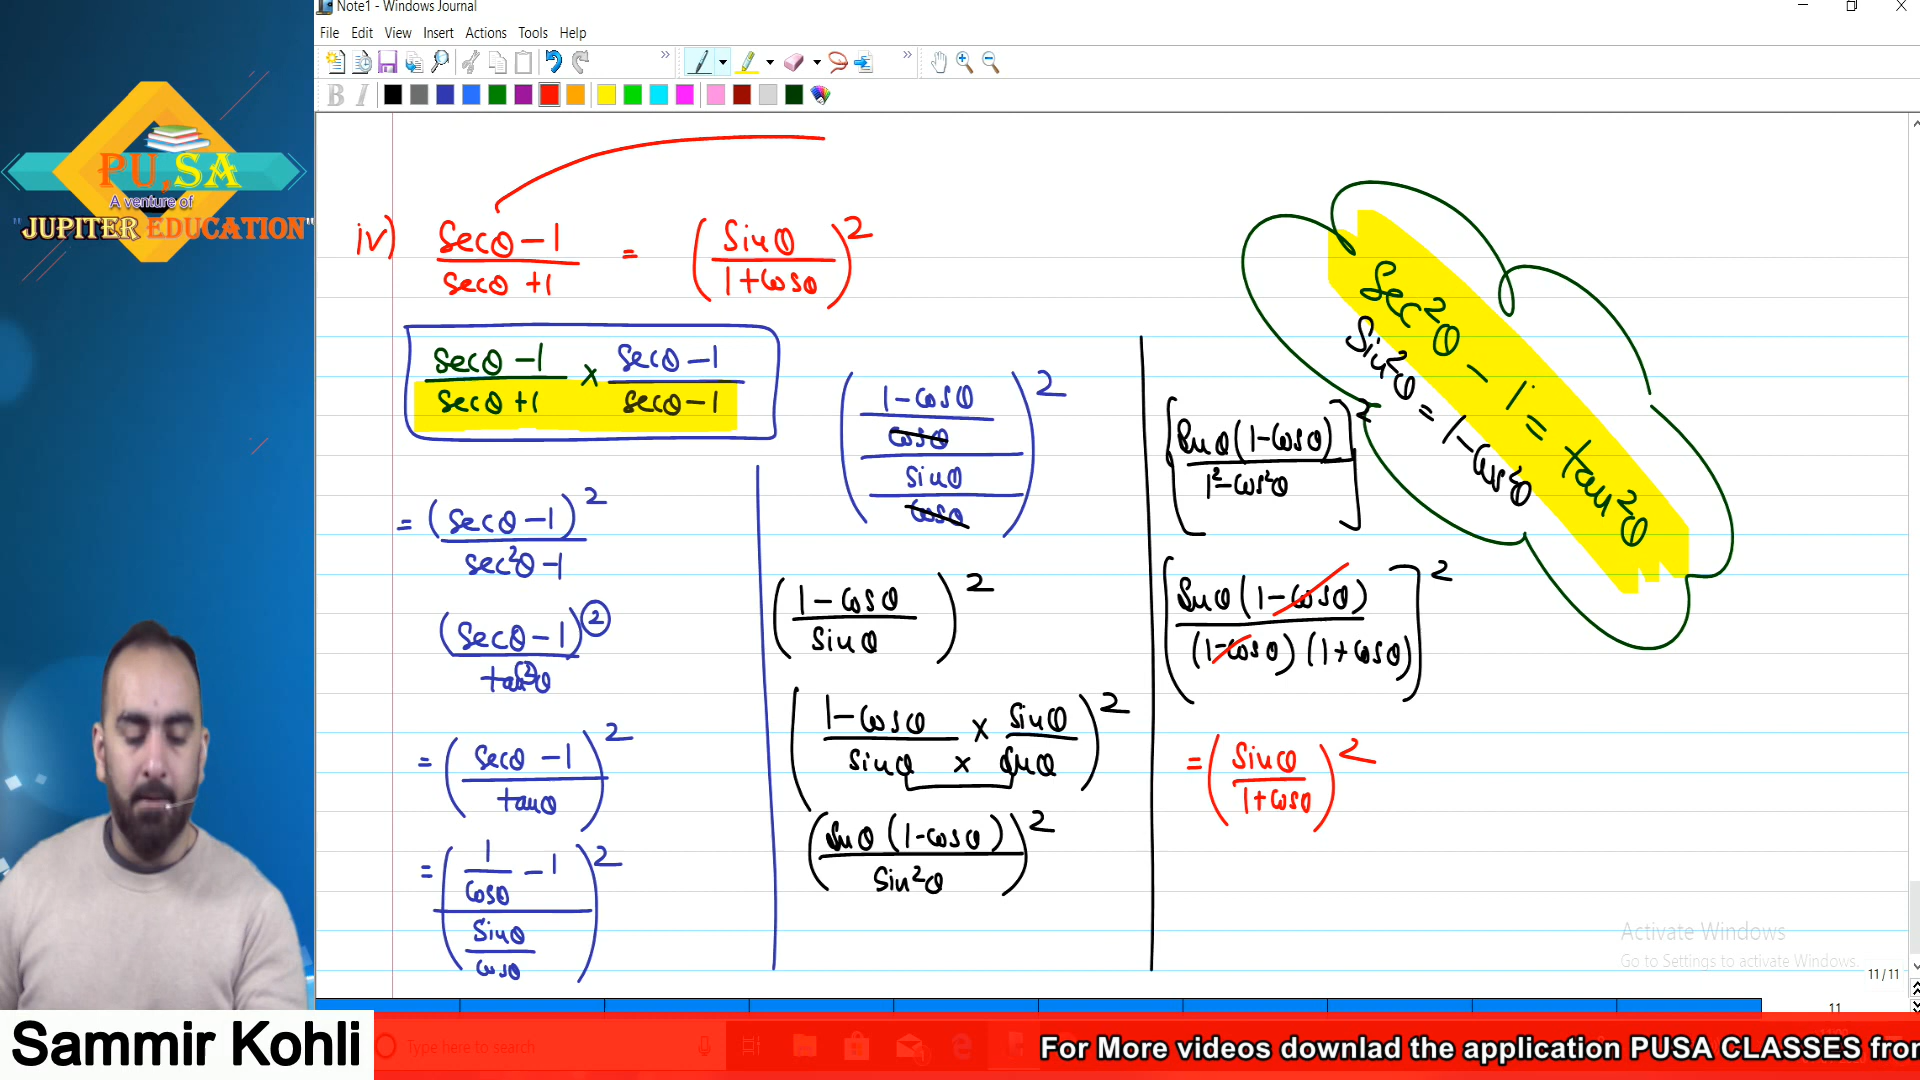 Note1 - Windows Journal
File Edit View Insert Actions Tools Help
B I
PU,SA
A venture of
"JUPITER EDUCATION"
iv) secθ - 1 / secθ + 1 = (sinθ / 1 + cosθ)²
secθ - 1 / secθ + 1 × secθ - 1 / secθ - 1
= (secθ - 1)² / sec²θ - 1
(secθ - 1)² / tan²θ
= (secθ - 1 / tanθ)²
= (1/cosθ - 1 / sinθ/cosθ)²
(1 - cosθ/cosθ / sinθ/cosθ)²
(1 - cosθ / sinθ)²
(1 - cosθ / sinθ × sinθ / sinθ)²
(sinθ (1 - cosθ) / sin²θ)²
[sinθ (1 - cosθ) / 1² - cos²θ]²
[sinθ (1 - cosθ) / (1 - cosθ) (1 + cosθ)]²
= (sinθ / 1 + cosθ)²
sec²θ - 1 = tan²θ
sin²θ = 1 - cos²θ
Activate Windows
Go to Settings to activate Windows.
11 / 11
11
Sammir Kohli
Type here to search
For More videos downlad the application PUSA CLASSES fron